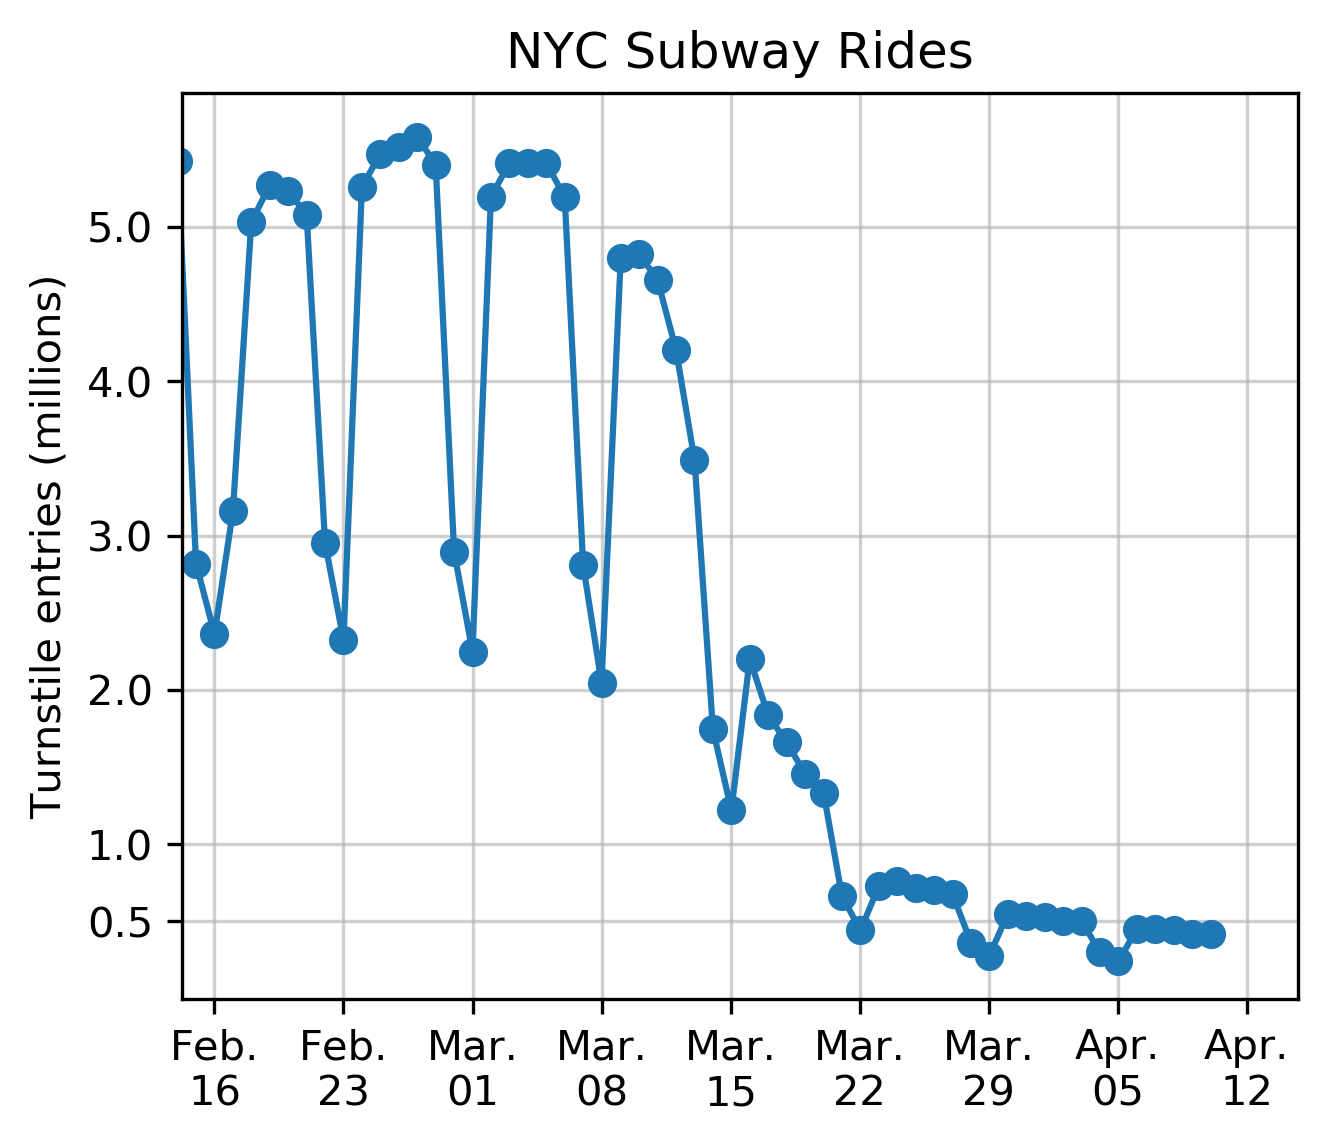 NYC Subway Rides
Turnstile entries (millions)
5.0
4.0
3.0
2.0
1.0
0.5
Feb. 16
Feb. 23
Mar. 01
Mar. 08
Mar. 15
Mar. 22
Mar. 29
Apr. 05
Apr. 12